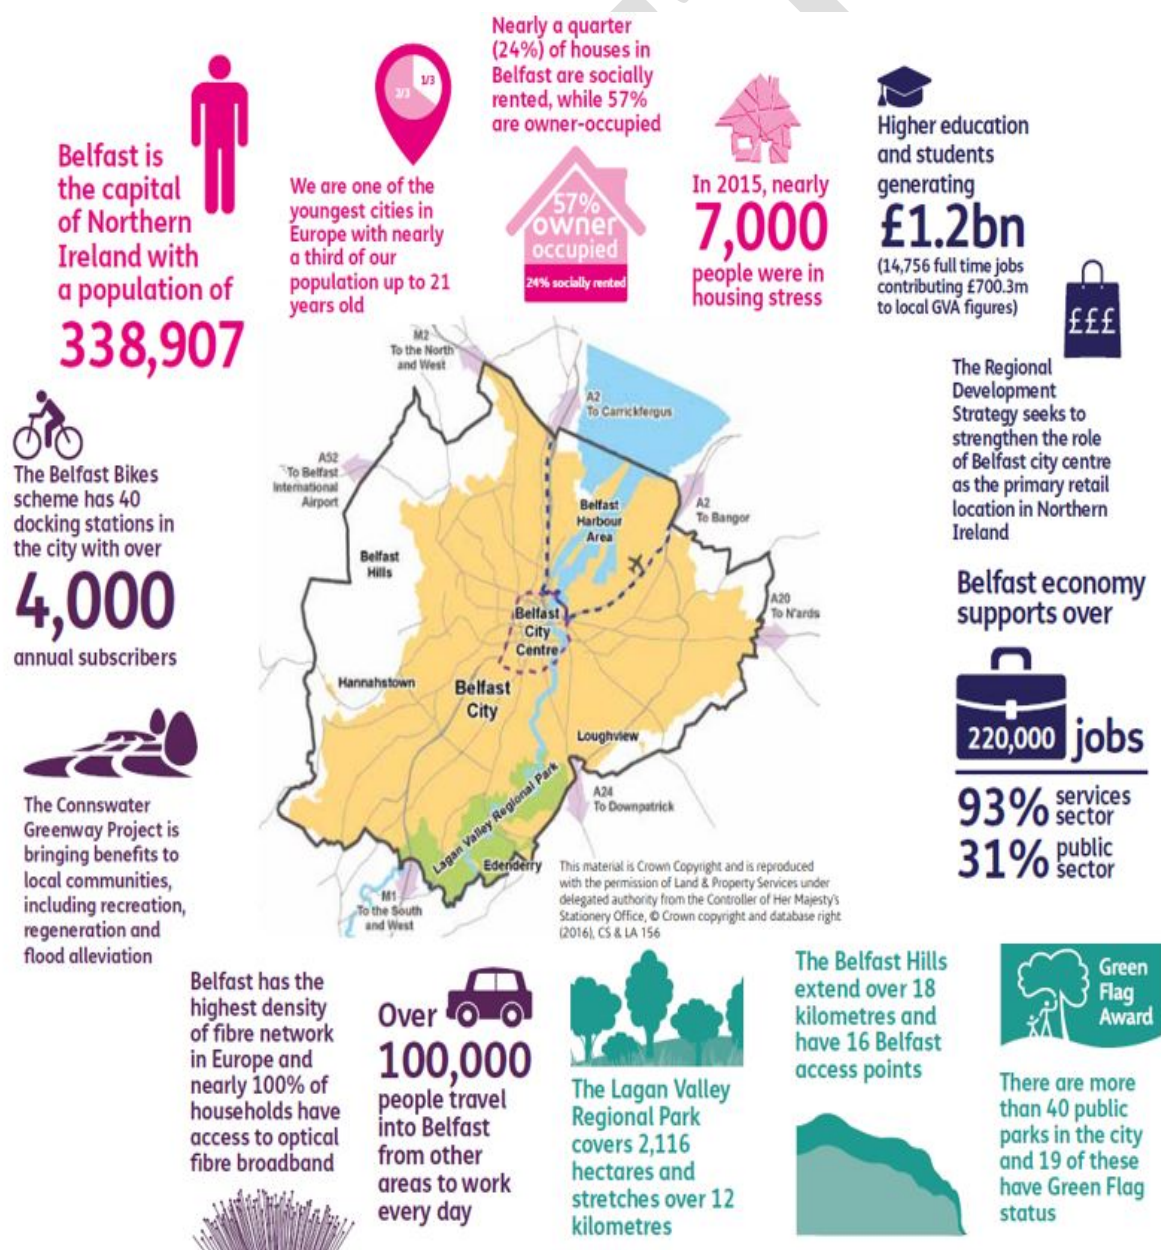 Nearly a quarter
(24%) of houses in
Belfast are socially
rented, while 57%
are owner-occupied
Belfast is
the capital
of Northern
Ireland with
a population of
338,907
1/3
3/3
We are one of the
youngest cities in
Europe with nearly
a third of our
population up to 21
years old
57%
owner
occupied
24% socially rented
In 2015, nearly
7,000
people were in
housing stress
Higher education
and students
generating
£1.2bn
(14,756 full time jobs
contributing £700.3m
to local GVA figures)
£££
The Regional
Development
Strategy seeks to
strengthen the role
of Belfast city centre
as the primary retail
location in Northern
Ireland
The Belfast Bikes
scheme has 40
docking stations in
the city with over
4,000
annual subscribers
M2
To the North
and West
A2
To Carrickfergus
A52
To Belfast
International
Airport
Belfast
Harbour
Area
A2
To Bangor
Belfast
Hills
A20
To N'ards
Belfast
City
Centre
Hannahstown
Belfast
City
Loughview
Lagan Valley Regional Park
A24
To Downpatrick
Edenderry
M1
To the South
and West
This material is Crown Copyright and is reproduced
with the permission of Land & Property Services under
delegated authority from the Controller of Her Majesty's
Stationery Office, © Crown copyright and database right
(2016), CS & LA 156
Belfast economy
supports over
220,000 jobs
93% services
sector
31% public
sector
The Connswater
Greenway Project is
bringing benefits to
local communities,
including recreation,
regeneration and
flood alleviation
Belfast has the
highest density
of fibre network
in Europe and
nearly 100% of
households have
access to optical
fibre broadband
Over
100,000
people travel
into Belfast
from other
areas to work
every day
The Lagan Valley
Regional Park
covers 2,116
hectares and
stretches over 12
kilometres
The Belfast Hills
extend over 18
kilometres and
have 16 Belfast
access points
Green
Flag
Award
There are more
than 40 public
parks in the city
and 19 of these
have Green Flag
status